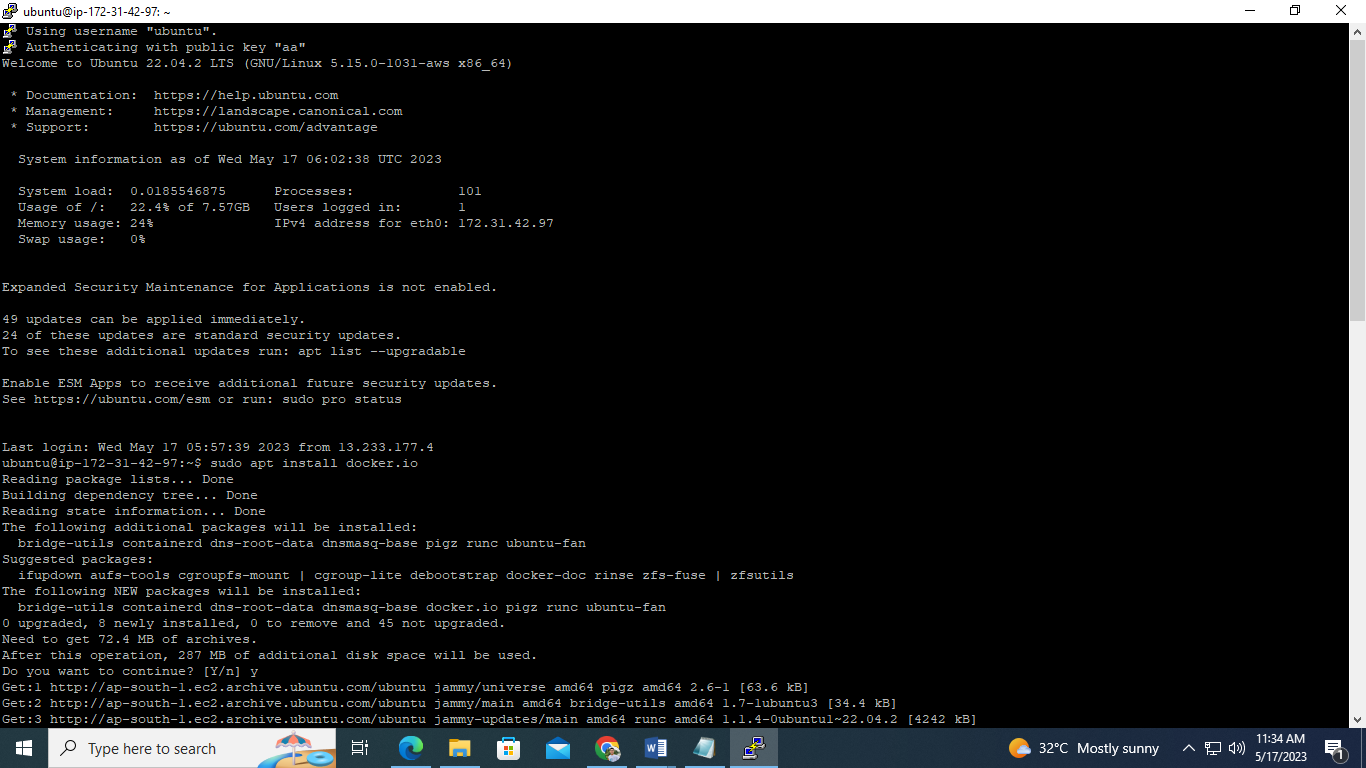 ubuntu@ip-172-31-42-97: ~
Using username "ubuntu".
Authenticating with public key "aa"
Welcome to Ubuntu 22.04.2 LTS (GNU/Linux 5.15.0-1031-aws x86_64)
* Documentation:  https://help.ubuntu.com
* Management:     https://landscape.canonical.com
* Support:        https://ubuntu.com/advantage
System information as of Wed May 17 06:02:38 UTC 2023
System load:  0.0185546875      Processes:             101
Usage of /:   22.4% of 7.57GB   Users logged in:       1
Memory usage: 24%               IPv4 address for eth0: 172.31.42.97
Swap usage:   0%
Expanded Security Maintenance for Applications is not enabled.
49 updates can be applied immediately.
24 of these updates are standard security updates.
To see these additional updates run: apt list --upgradable
Enable ESM Apps to receive additional future security updates.
See https://ubuntu.com/esm or run: sudo pro status
Last login: Wed May 17 05:57:39 2023 from 13.233.177.4
ubuntu@ip-172-31-42-97:~$ sudo apt install docker.io
Reading package lists... Done
Building dependency tree... Done
Reading state information... Done
The following additional packages will be installed:
bridge-utils containerd dns-root-data dnsmasq-base pigz runc ubuntu-fan
Suggested packages:
ifupdown aufs-tools cgroupfs-mount | cgroup-lite debootstrap docker-doc rinse zfs-fuse | zfsutils
The following NEW packages will be installed:
bridge-utils containerd dns-root-data dnsmasq-base docker.io pigz runc ubuntu-fan
0 upgraded, 8 newly installed, 0 to remove and 45 not upgraded.
Need to get 72.4 MB of archives.
After this operation, 287 MB of additional disk space will be used.
Do you want to continue? [Y/n] y
Get:1 http://ap-south-1.ec2.archive.ubuntu.com/ubuntu jammy/universe amd64 pigz amd64 2.6-1 [63.6 kB]
Get:2 http://ap-south-1.ec2.archive.ubuntu.com/ubuntu jammy/main amd64 bridge-utils amd64 1.7-1ubuntu3 [34.4 kB]
Get:3 http://ap-south-1.ec2.archive.ubuntu.com/ubuntu jammy-updates/main amd64 runc amd64 1.1.4-0ubuntu1~22.04.2 [4242 kB]
Type here to search
32°C Mostly sunny
11:34 AM
5/17/2023
1